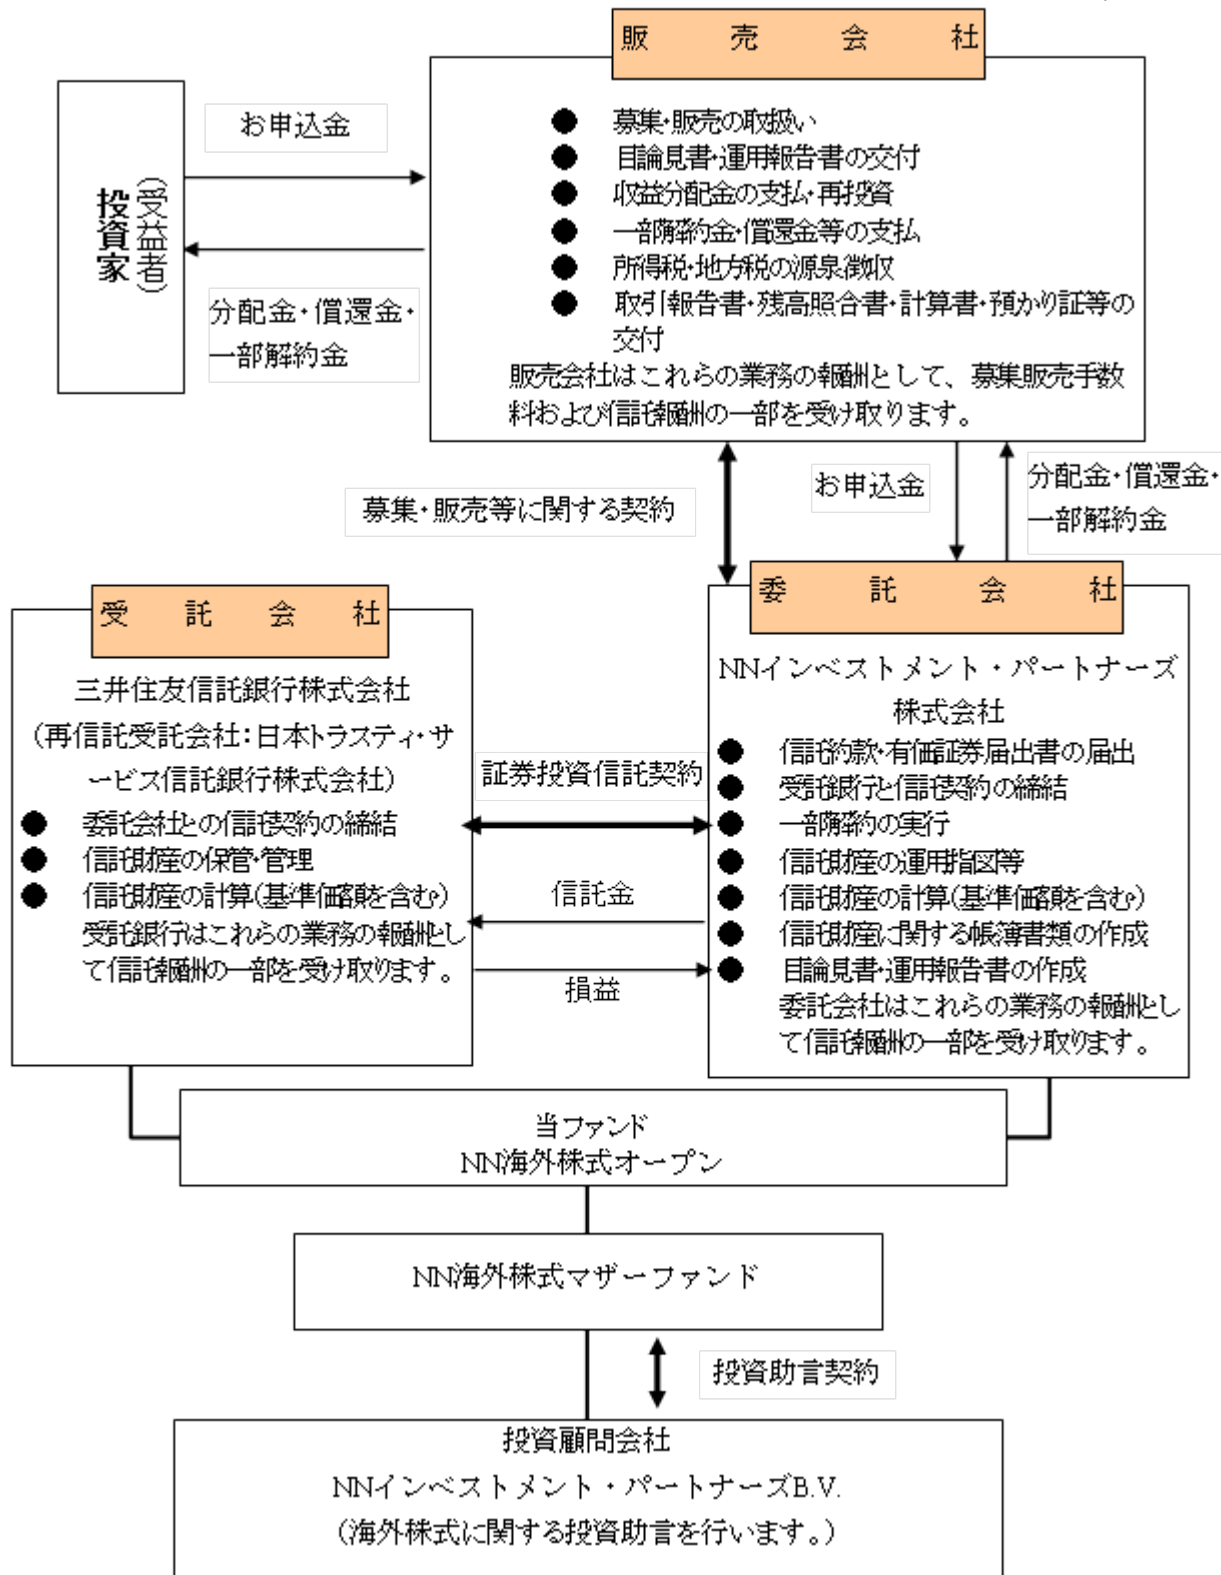 販売会社
お申込金
投資家
(受益者)
分配金・償還金・
一部解約金
● 募集・販売の取扱い
● 目論見書・運用報告書の交付
● 収益分配金の支払・再投資
● 一部解約金・償還金等の支払
● 所得税・地方税の源泉徴収
● 取引報告書・残高照合書・計算書・預かり証等の
交付
販売会社はこれらの業務の報酬として、募集販売手数
料および信託報酬の一部を受け取ります。
募集・販売等に関する契約
お申込金
分配金・償還金・
一部解約金
受託会社
三井住友信託銀行株式会社
(再信託受託会社:日本トラスティ・サ
ービス信託銀行株式会社)
● 委託会社との信託契約の締結
● 信託財産の保管・管理
● 信託財産の計算(基準価額を含む)
受託銀行はこれらの業務の報酬とし
て信託報酬の一部を受け取ります。
証券投資信託契約
信託金
損益
委託会社
NNインベストメント・パートナーズ
株式会社
● 信託約款・有価証券届出書の届出
● 受託銀行と信託契約の締結
● 一部解約の実行
● 信託財産の運用指図等
● 信託財産の計算(基準価額を含む)
● 信託財産に関する帳簿書類の作成
● 目論見書・運用報告書の作成
委託会社はこれらの業務の報酬とし
て信託報酬の一部を受け取ります。
当ファンド
NN海外株式オープン
NN海外株式マザーファンド
投資助言契約
投資顧問会社
NNインベストメント・パートナーズB.V.
(海外株式に関する投資助言を行います。)